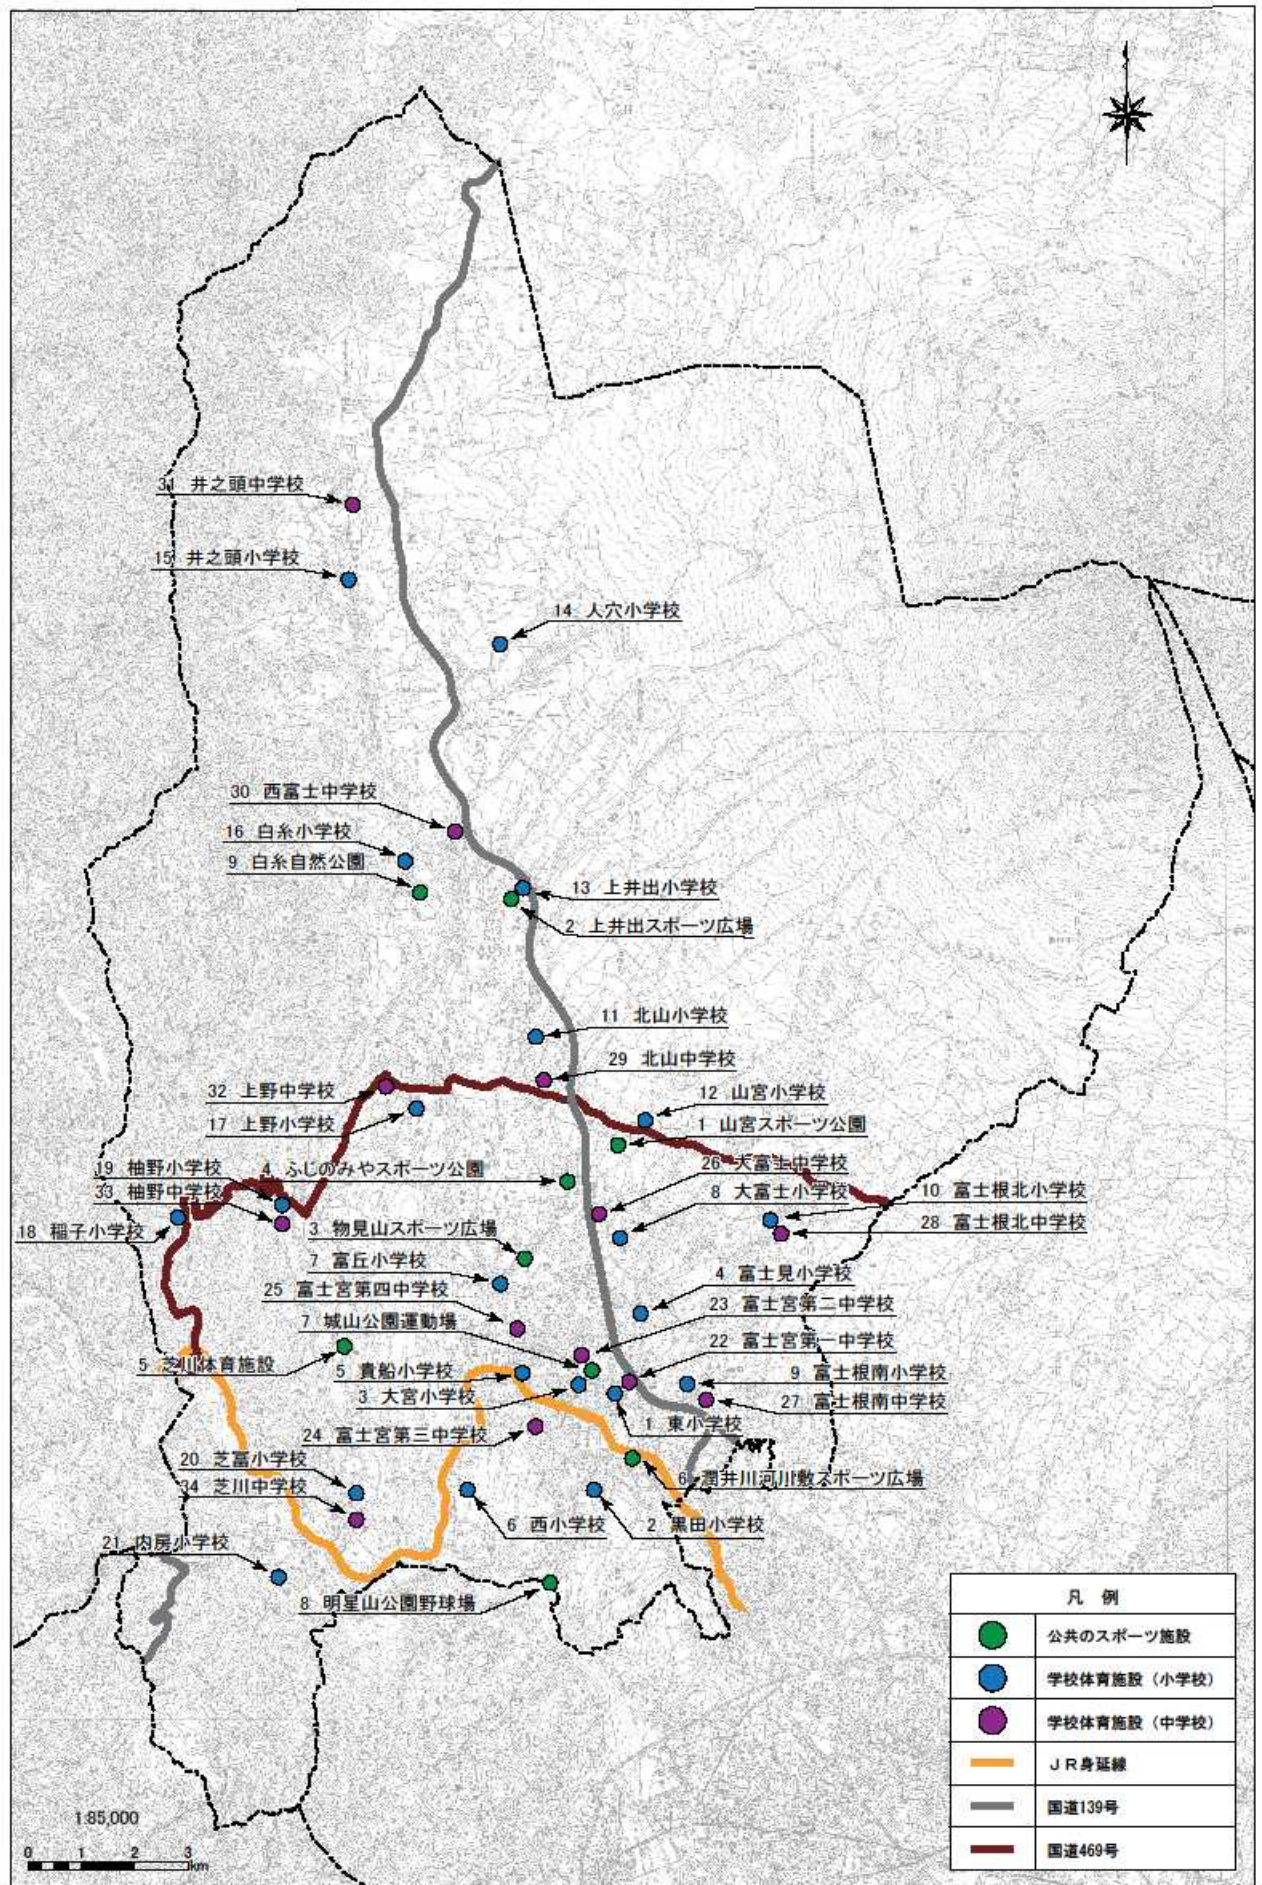 31 井之頭中学校
15 井之頭小学校
14 人穴小学校
30 西富士中学校
16 白糸小学校
9 白糸自然公園
13 上井出小学校
2 上井出スポーツ広場
11 北山小学校
29 北山中学校
32 上野中学校
12 山宮小学校
17 上野小学校
1 山宮スポーツ公園
26 大富士中学校
19 柚野小学校
4 ふじのみやスポーツ公園
33 柚野中学校
8 大富士小学校
10 富士根北小学校
18 稲子小学校
3 物見山スポーツ広場
28 富士根北中学校
7 富丘小学校
4 富士見小学校
25 富士宮第四中学校
23 富士宮第二中学校
7 城山公園運動場
22 富士宮第一中学校
5 芝川体育施設
5 貴船小学校
9 富士根南小学校
3 大宮小学校
27 富士根南中学校
1 東小学校
24 富士宮第三中学校
20 芝冨小学校
6 潤井川河川敷スポーツ広場
34 芝川中学校
6 西小学校
2 黒田小学校
21 内房小学校
8 明星山公園野球場
凡 例
公共のスポーツ施設
学校体育施設（小学校）
学校体育施設（中学校）
ＪＲ身延線
国道139号
国道469号
1:85,000
0 1 2 3
km